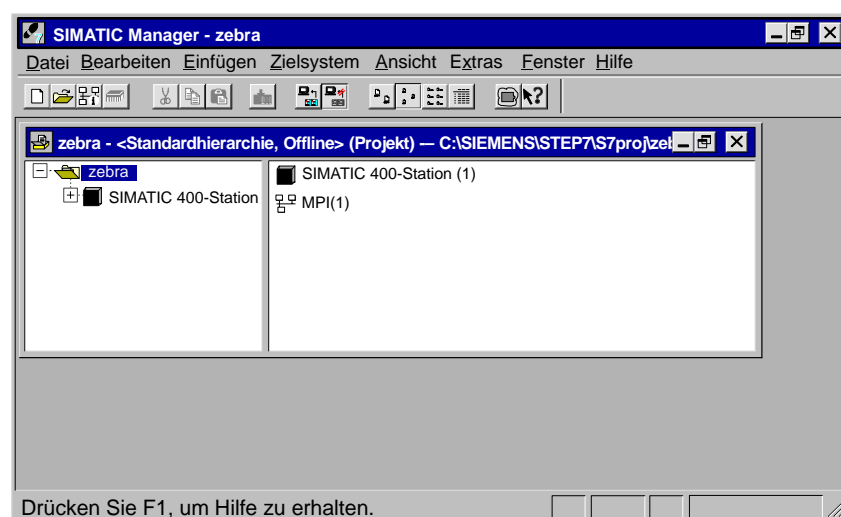 SIMATIC Manager - zebra
Datei Bearbeiten Einfügen Zielsystem Ansicht Extras Fenster Hilfe
zebra - <Standardhierarchie, Offline> (Projekt) — C:\SIEMENS\STEP7\S7proj\zel
zebra
SIMATIC 400-Station
SIMATIC 400-Station (1)
MPI(1)
Drücken Sie F1, um Hilfe zu erhalten.